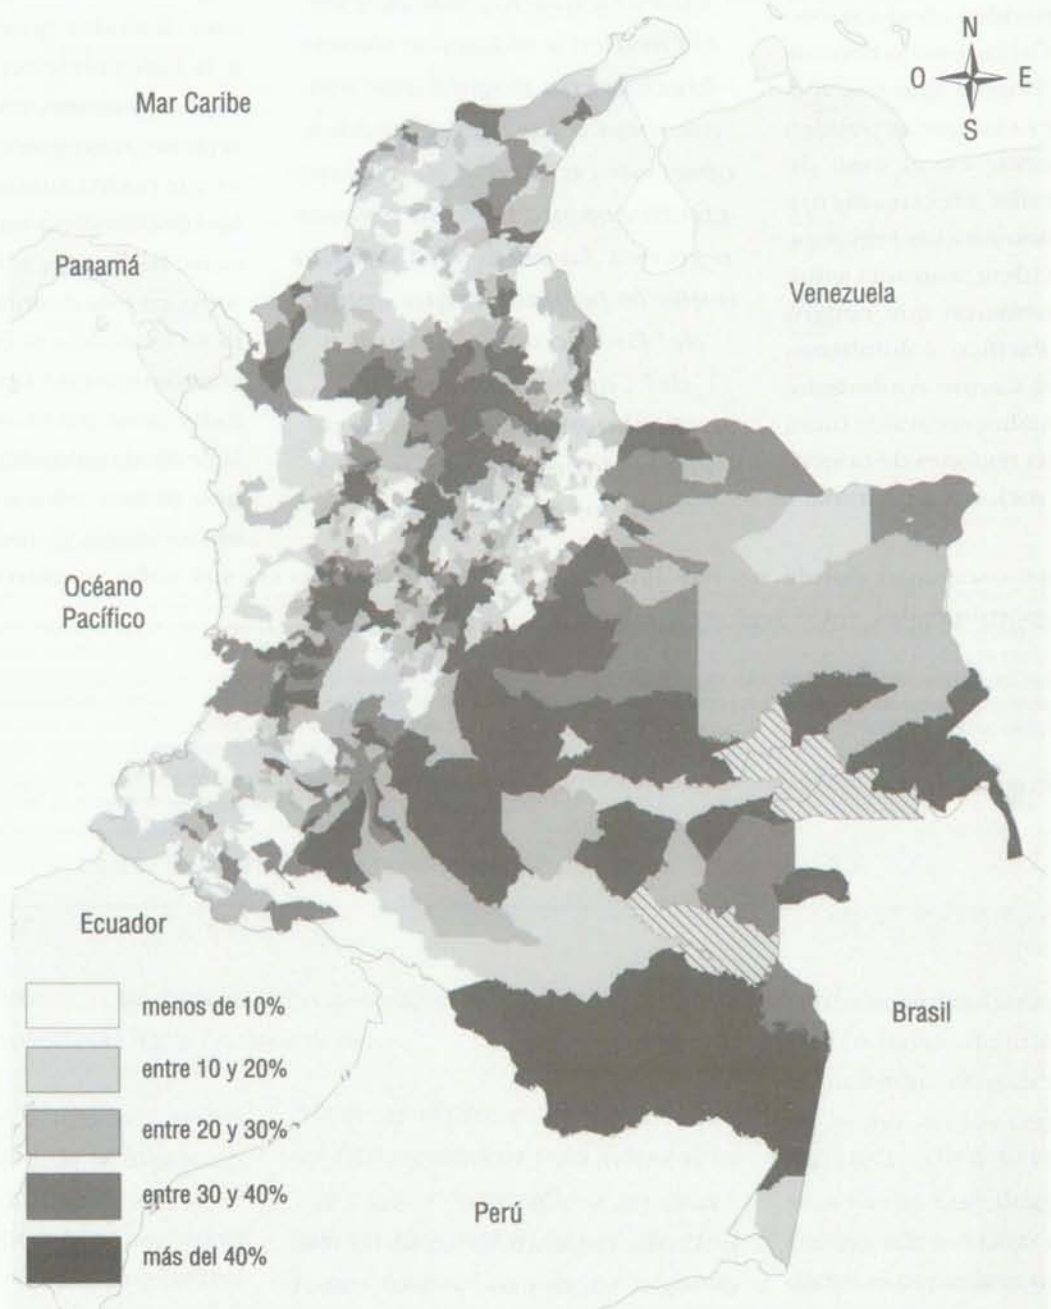 N
O E
S
Mar Caribe
Panamá
Venezuela
Océano
Pacífico
Ecuador
Brasil
Perú
menos de 10%
entre 10 y 20%
entre 20 y 30%
entre 30 y 40%
más del 40%